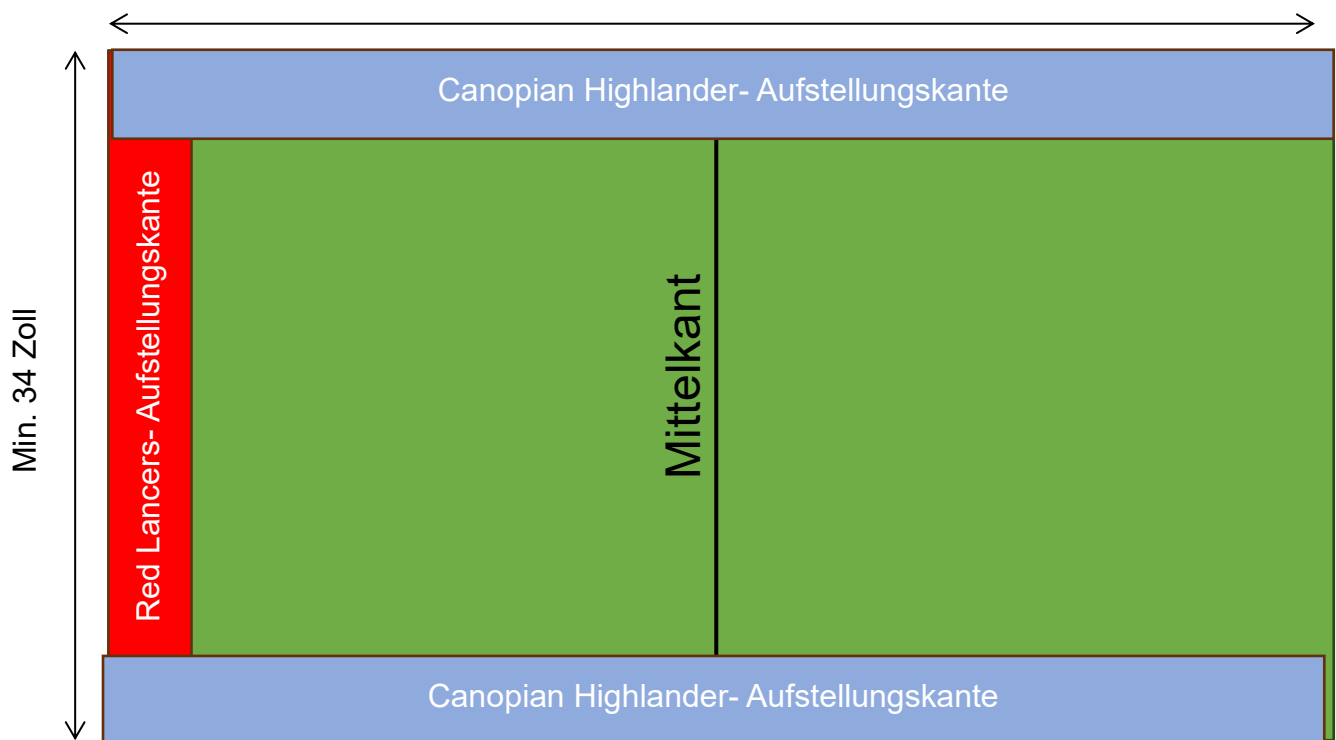 Canopian Highlander- Aufstellungskante
Red Lancers- Aufstellungskante
Min. 34 Zoll
Mittelkant
Canopian Highlander- Aufstellungskante